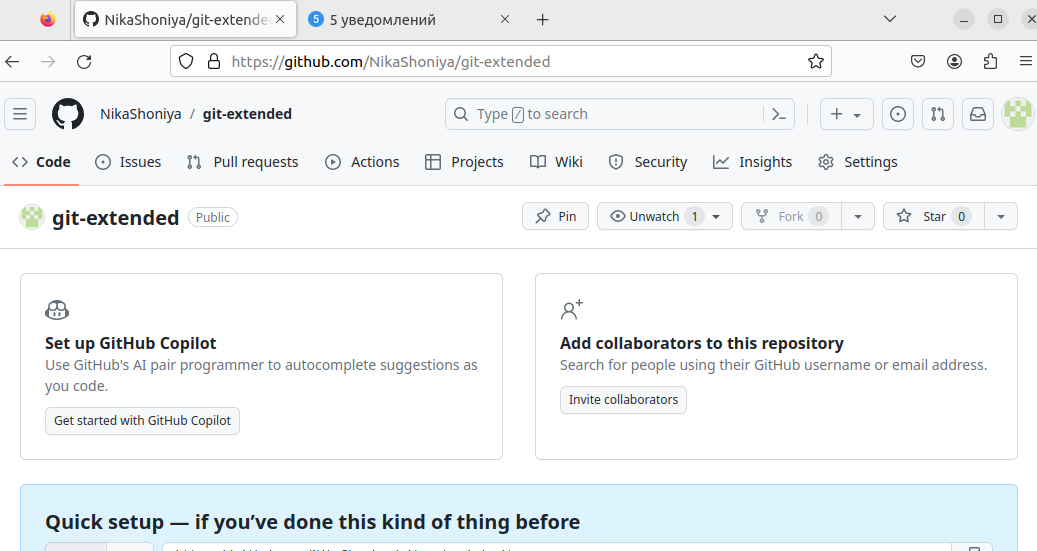 NikaShoniya/git-extende
5 5 уведомлений
https://github.com/NikaShoniya/git-extended
NikaShoniya / git-extended
Type / to search
Code Issues Pull requests Actions Projects Wiki Security Insights Settings
git-extended Public
Pin Unwatch 1 Fork 0 Star 0
Set up GitHub Copilot
Use GitHub's AI pair programmer to autocomplete suggestions as
you code.
Get started with GitHub Copilot
Add collaborators to this repository
Search for people using their GitHub username or email address.
Invite collaborators
Quick setup — if you’ve done this kind of thing before